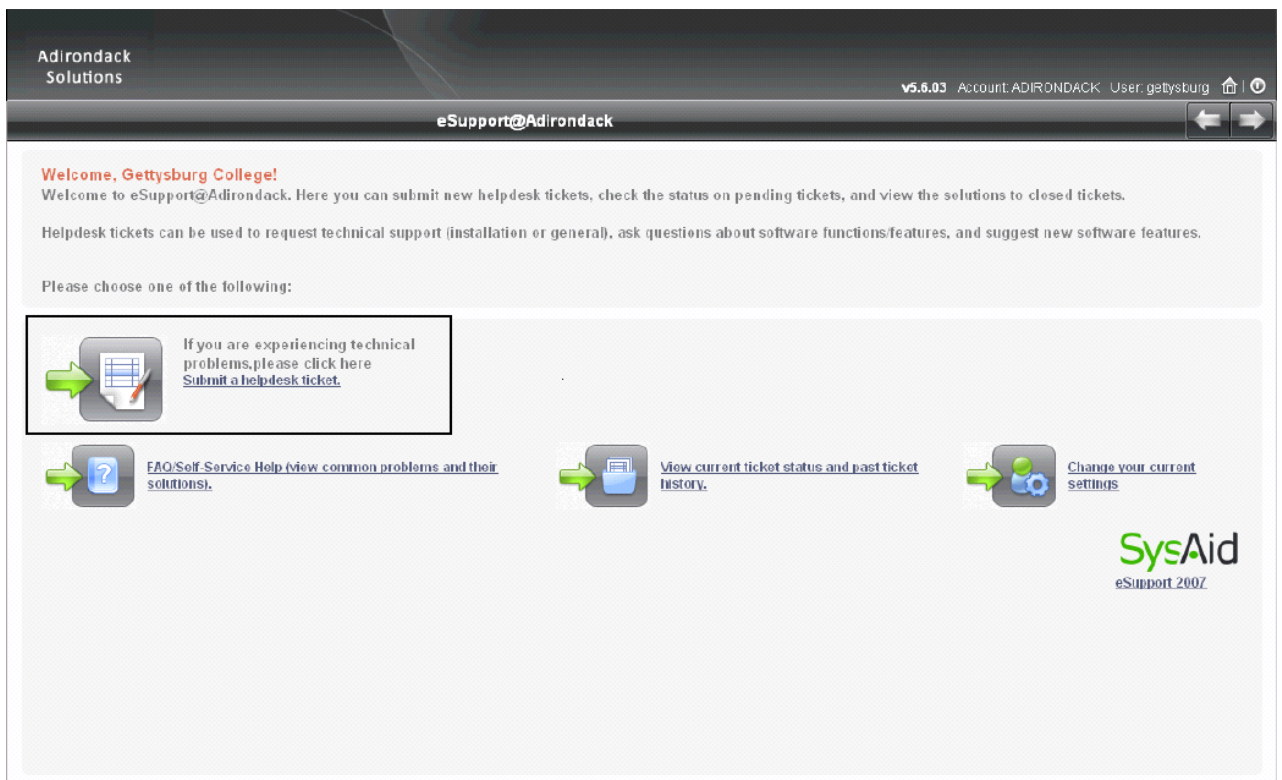 Adirondack
Solutions
v5.6.03 Account: ADIRONDACK User: gettysburg
eSupport@Adirondack
Welcome, Gettysburg College!
Welcome to eSupport@Adirondack. Here you can submit new helpdesk tickets, check the status on pending tickets, and view the solutions to closed tickets.
Helpdesk tickets can be used to request technical support (installation or general), ask questions about software functions/features, and suggest new software features.
Please choose one of the following:
If you are experiencing technical
problems,please click here
Submit a helpdesk ticket.
FAQ/Self-Service Help (view common problems and their
solutions).
View current ticket status and past ticket
history.
Change your current
settings
SysAid
eSupport 2007